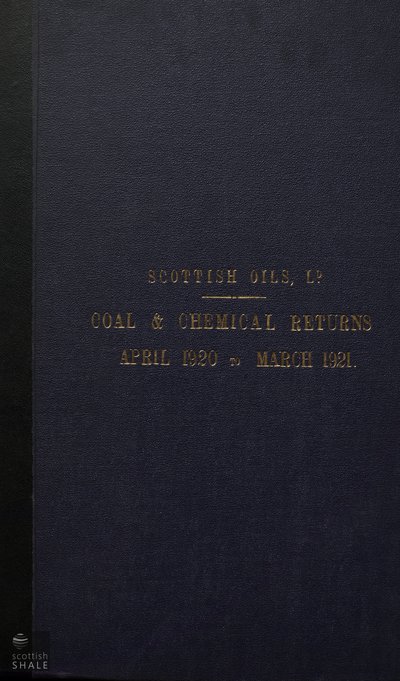 SCOTTISH OILS, Lᴰ.
COAL & CHEMICAL RETURNS
APRIL 1920 TO MARCH 1921.
scottish
SHALE